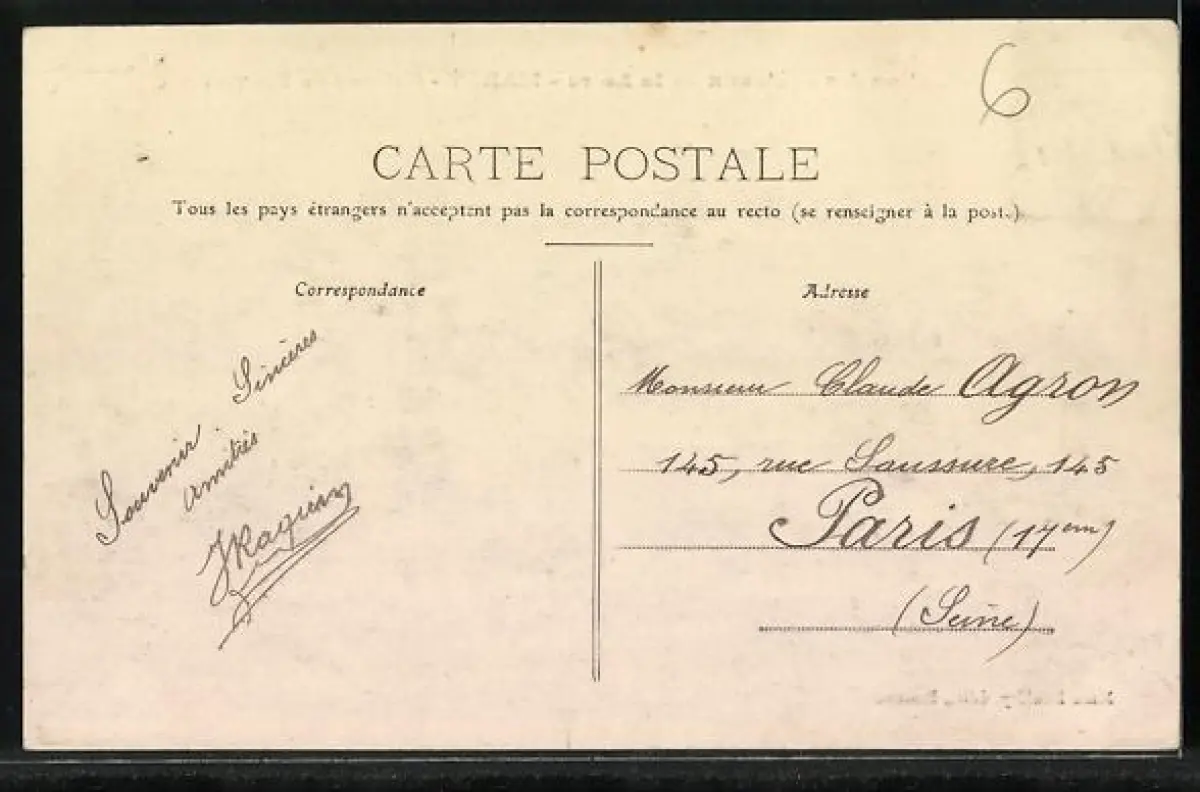 6
CARTE POSTALE
Tous les pays étrangers n'acceptent pas la correspondance au recto (se renseigner à la poste.)
Correspondance
Souvenir. Sincères
amitiés
Adresse
Monsieur Claude Agron
145, rue Saussure, 145
Paris (17em)
(Seine)